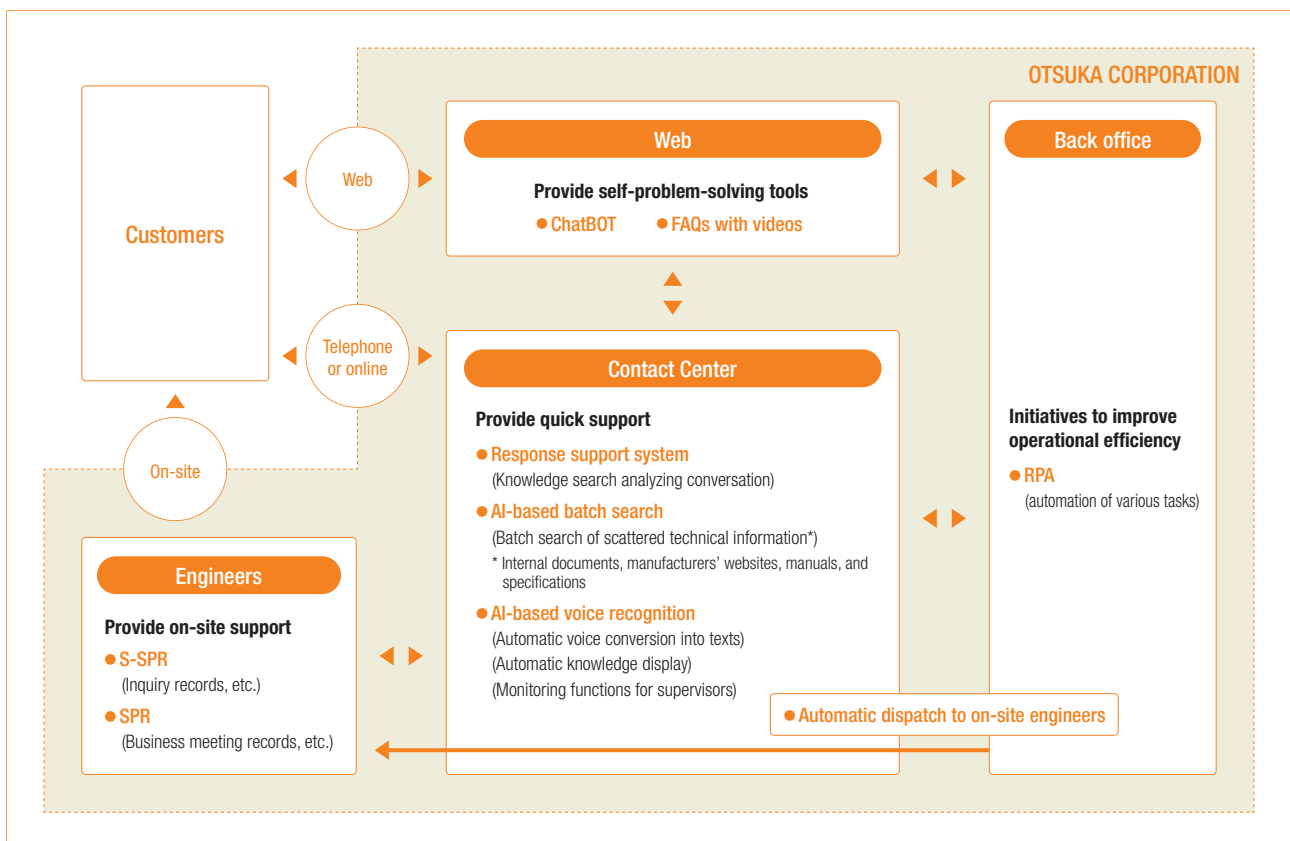 OTSUKA CORPORATION
Customers
Web
Telephone
or online
On-site
Web
Provide self-problem-solving tools
● ChatBOT ● FAQs with videos
Contact Center
Provide quick support
● Response support system
(Knowledge search analyzing conversation)
● AI-based batch search
(Batch search of scattered technical information*)
* Internal documents, manufacturers’ websites, manuals, and
specifications
● AI-based voice recognition
(Automatic voice conversion into texts)
(Automatic knowledge display)
(Monitoring functions for supervisors)
Back office
Initiatives to improve
operational efficiency
● RPA
(automation of various tasks)
Engineers
Provide on-site support
● S-SPR
(Inquiry records, etc.)
● SPR
(Business meeting records, etc.)
● Automatic dispatch to on-site engineers